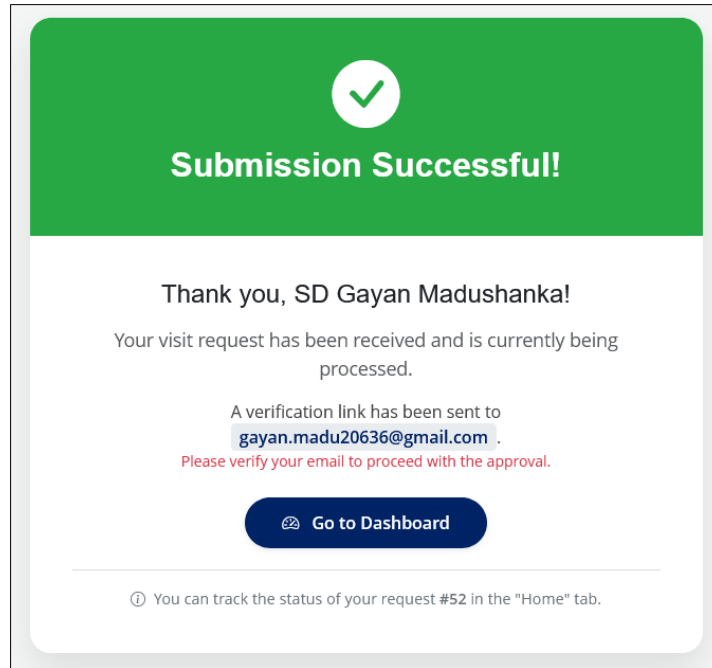 Submission Successful!
Thank you, SD Gayan Madushanka!
Your visit request has been received and is currently being
processed.
A verification link has been sent to
gayan.madu20636@gmail.com .
Please verify your email to proceed with the approval.
Go to Dashboard
You can track the status of your request #52 in the "Home" tab.